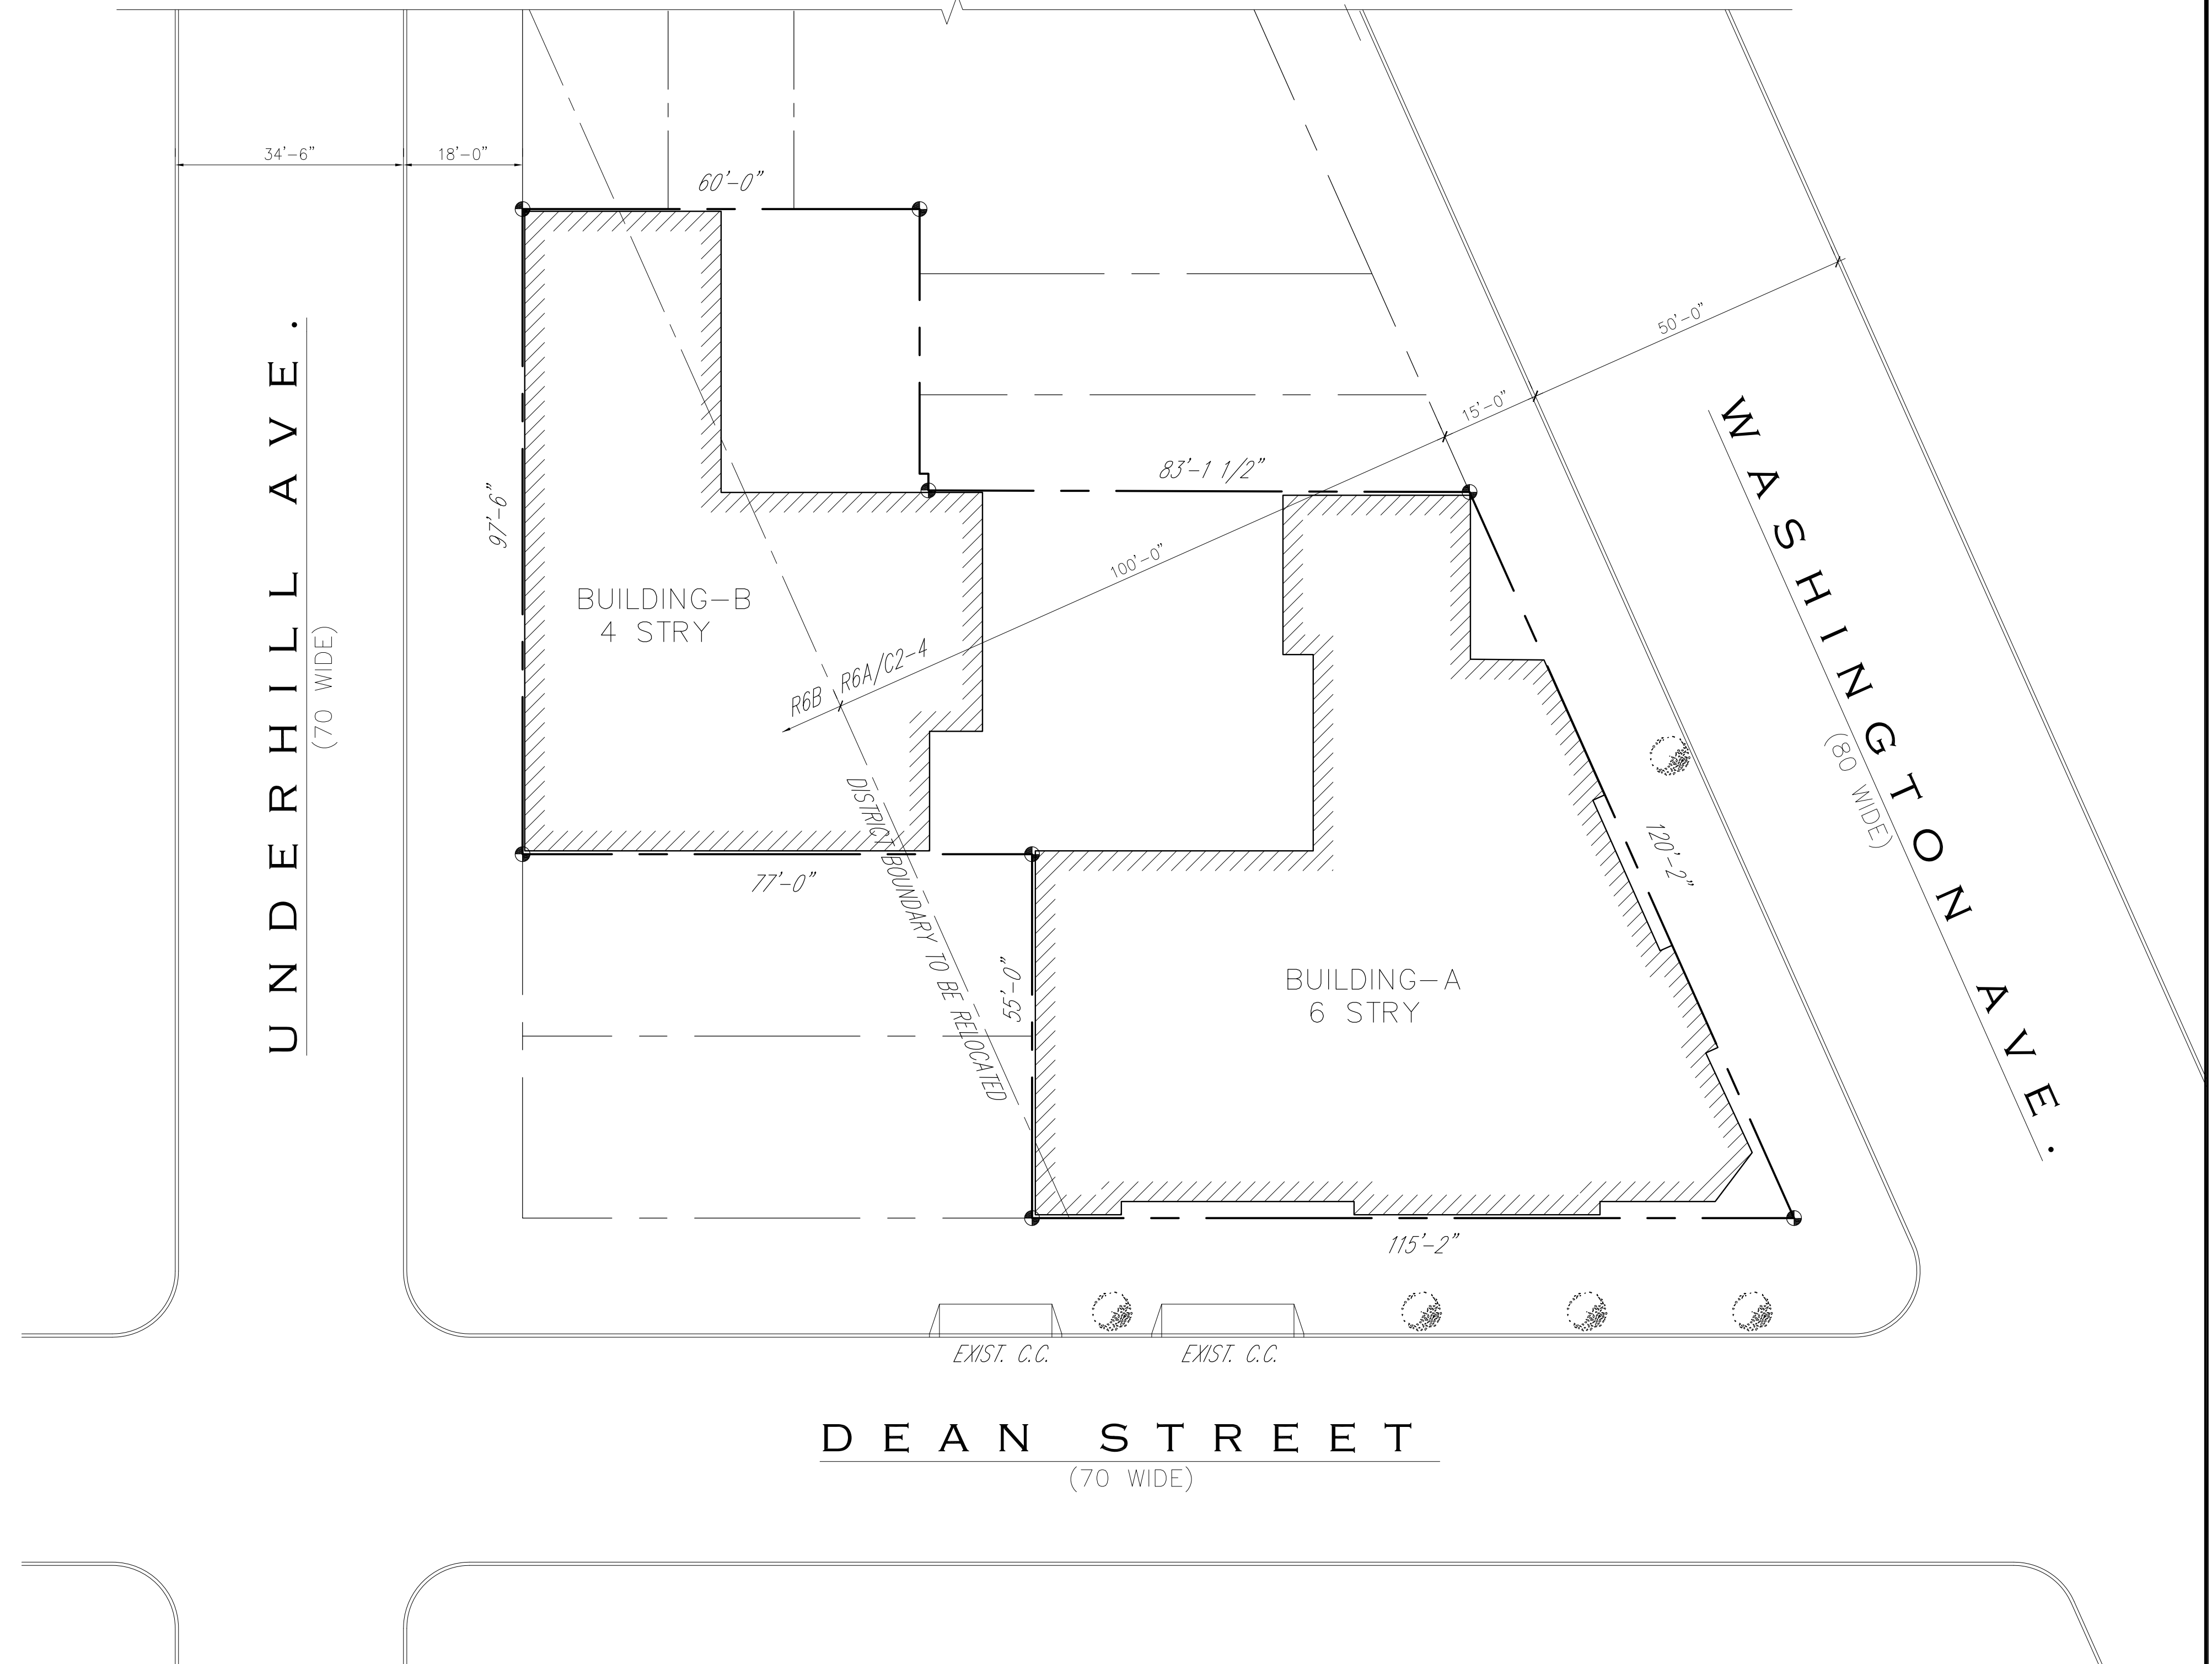 34'-6"
18'-0"
60'-0"
50'-0"
15'-0"
83'-1 1/2"
97'-6"
100'-0"
BUILDING-B
4 STRY
R6B R6A/C2-4
UNDERHILL AVE.
(70 WIDE)
WASHINGTON AVE.
(80 WIDE)
120'-2"
77'-0"
DISTRICT BOUNDARY TO BE RELOCATED
55'-0"
BUILDING-A
6 STRY
115'-2"
EXIST. C.C.
EXIST. C.C.
DEAN STREET
(70 WIDE)